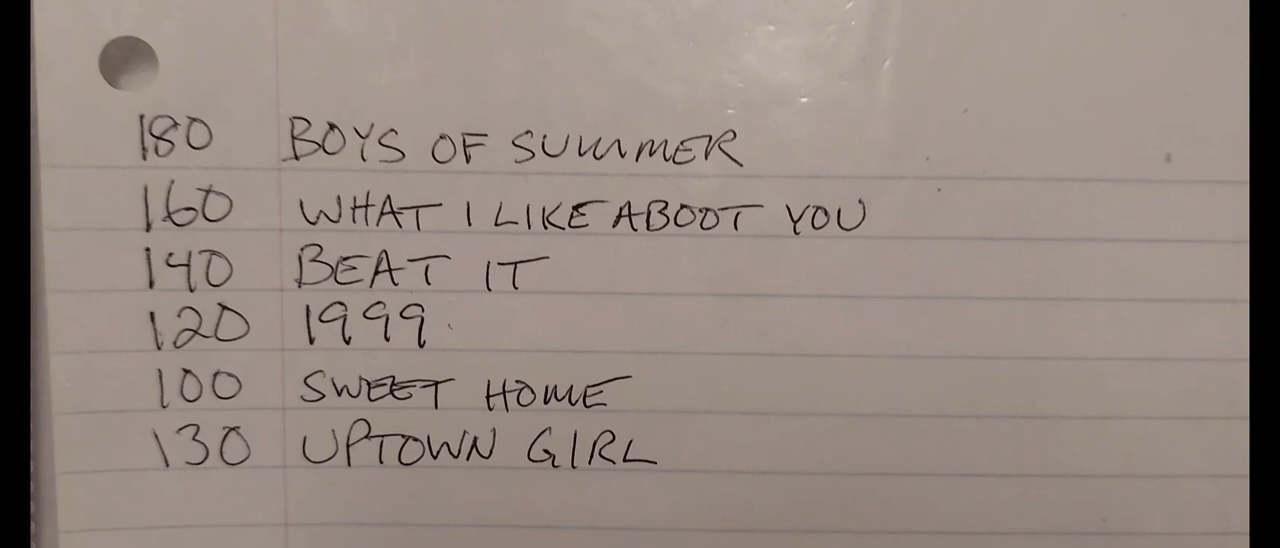 180 BOYS OF SUMMER
160 WHAT I LIKE ABOOT YOU
140 BEAT IT
120 1999
100 SWEET HOME
130 UPTOWN GIRL